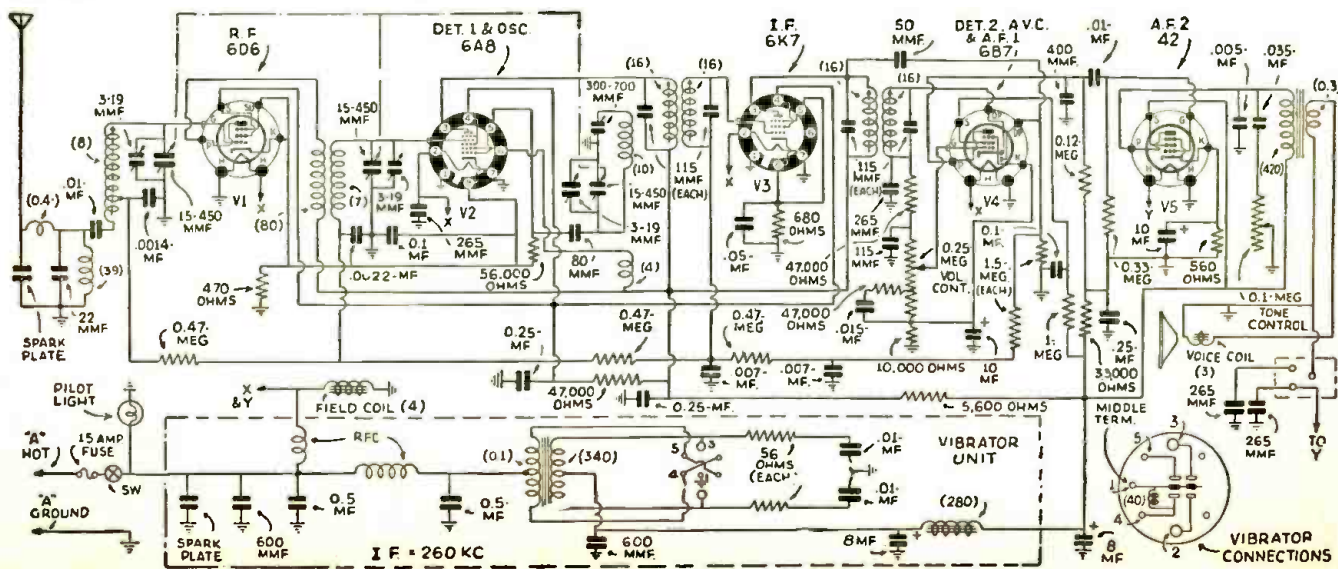 R.F.
6D6
DET. 1 & OSC.
6A8
I.F.
6K7
50
MMF.
DET. 2, A.V.C.
& A.F.1
6B7
.01-
MF
A.F.2
42
3-19
MMF
15-450
MMF
(16)
(16)
300-700
MMF
(16)
(16)
400
MMF.
.005-
MF
.035-
MF
(0.3)
(8)
.01-
MF
(0.4)
(39)
.0014-
MF
15-450
MMF
V1
X
(80)
(7)
3-19
MMF
0.1
MF
V2
X
265
MMF
(10)
15-450
MMF
3-19
MMF
115
MMF
(EACH)
X
V3
680
OHMS
.05-
MF
115
MMF
(EACH)
265
MMF
115
MMF
V4
X
0.1-
MF.
0.12-
MEG
V5
Y
10
MF
560
OHMS
(420)
22
MMF
SPARK
PLATE
470
OHMS
.0022-MF
56,000
OHMS
80
MMF
(4)
47,000
OHMS
0.25-
MEG
VOL
CONT.
1.5-
MEG
(EACH)
0.33-
MEG
0.1-MEG
TONE
CONTROL
0.47-
MEG
0.25-
MF
0.47-
MEG
0.47-
MEG
47,000
OHMS
.015-
MF
1-
MEG
.25-
MF
VOICE COIL
(3)
47,000
OHMS
.007-
MF
.007-
MF
10,000 OHMS
10
MF
33,000
OHMS
0.25-MF.
5,600 OHMS
265
MMF
265
MMF
TO
Y
PILOT
LIGHT
X
& Y
FIELD COIL (4)
RFC
"A"
HOT
15 AMP
FUSE
SW
"A"
GROUND
SPARK
PLATE
600
MMF.
0.5
MF
0.5-
MF
(0.1)
(340)
5
3
4
1
56
OHMS
(EACH)
.01-
MF
.01-
MF
VIBRATOR
UNIT
(280)
600
MMF.
8MF
8
MF
I F. = 260 KC
MIDDLE
TERM.
5
3
1
(40)
4
2
VIBRATOR
CONNECTIONS